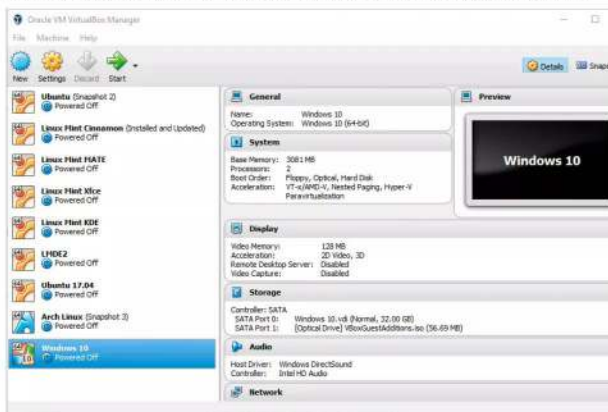 Oracle VM VirtualBox Manager
File Machine Help
New Settings Discard Start
Details Snaps
Ubuntu (Snapshot 2)
Powered Off
Linux Mint Cinnamon (Installed and Updated)
Powered Off
Linux Mint MATE
Powered Off
Linux Mint Xfce
Powered Off
Linux Mint KDE
Powered Off
LMDE2
Powered Off
Ubuntu 17.04
Powered Off
Arch Linux (Snapshot 3)
Powered Off
Windows 10
Powered Off
General
Name: Windows 10
Operating System: Windows 10 (64-bit)
System
Base Memory: 3081 MB
Processors: 2
Boot Order: Floppy, Optical, Hard Disk
Acceleration: VT-x/AMD-V, Nested Paging, Hyper-V
Paravirtualization
Display
Video Memory: 128 MB
Acceleration: 2D Video, 3D
Remote Desktop Server: Disabled
Video Capture: Disabled
Storage
Controller: SATA
SATA Port 0: Windows 10.vdi (Normal, 32.00 GB)
SATA Port 1: [Optical Drive] VBoxGuestAdditions.iso (56.69 MB)
Audio
Host Driver: Windows DirectSound
Controller: Intel HD Audio
Network
Preview
Windows 10